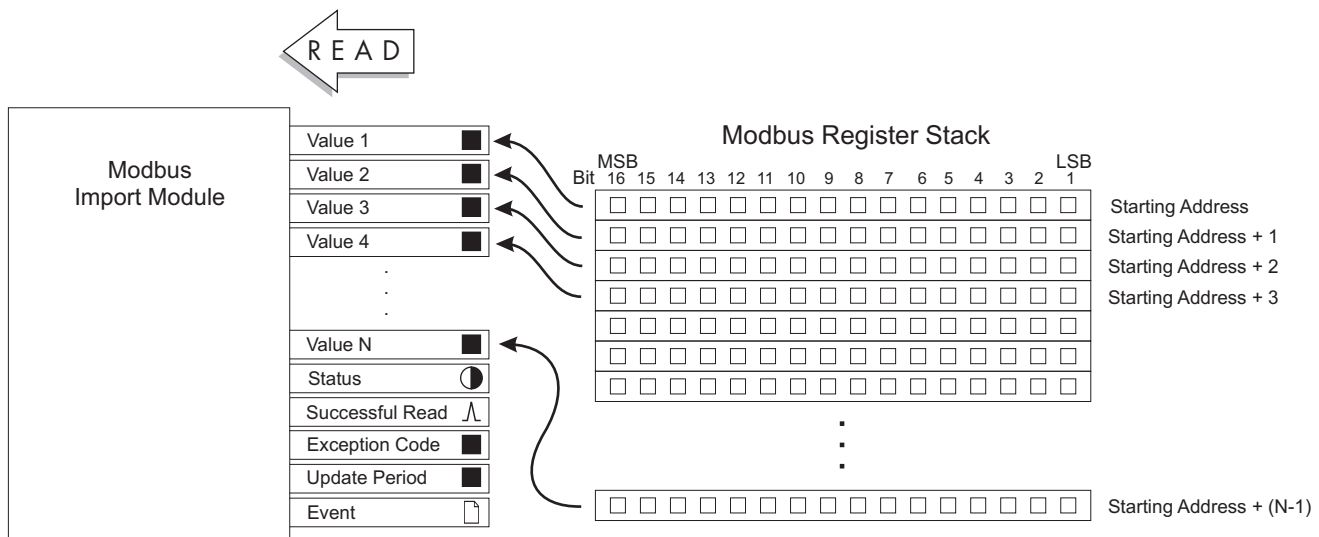 READ
Modbus
Import Module
Value 1
Value 2
Value 3
Value 4
.
.
.
Value N
Status
Successful Read
Exception Code
Update Period
Event
Modbus Register Stack
MSB LSB
Bit 16 15 14 13 12 11 10 9 8 7 6 5 4 3 2 1
Starting Address
Starting Address + 1
Starting Address + 2
Starting Address + 3
Starting Address + (N-1)